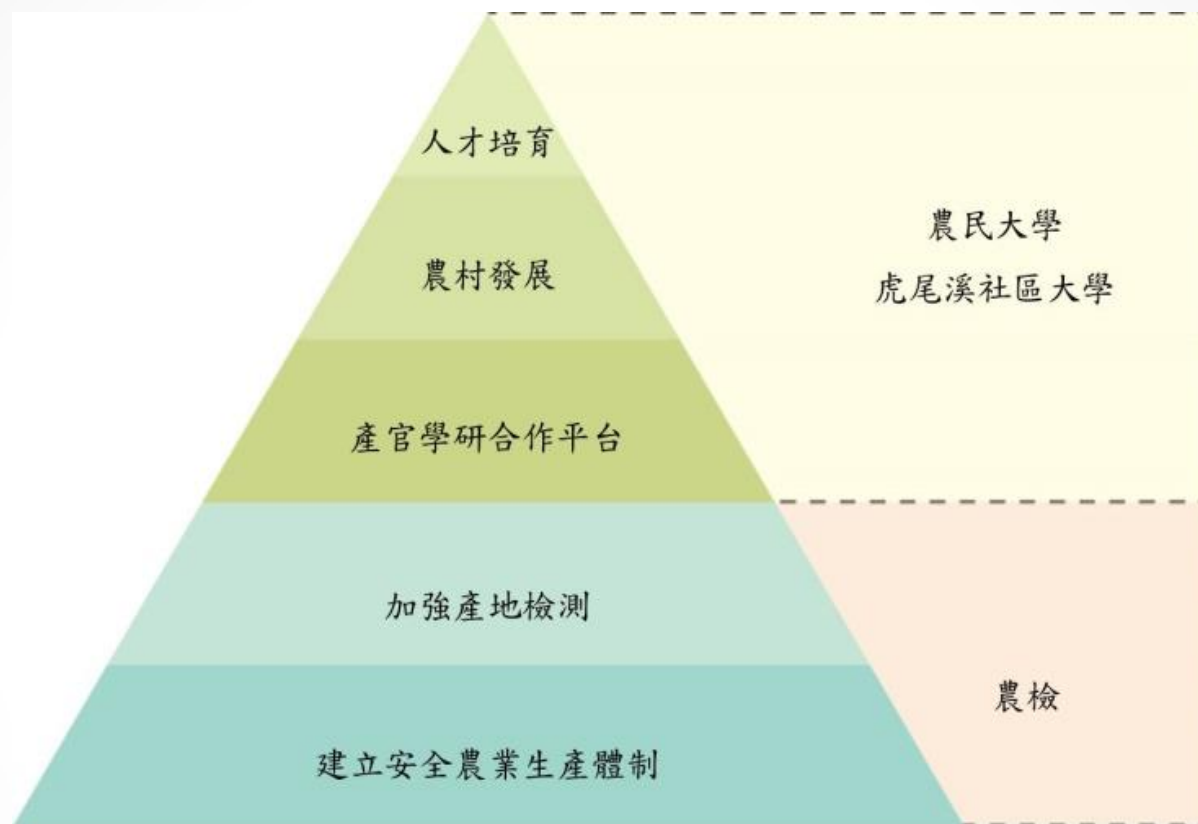 人才培育
農村發展
農民大學
虎尾溪社區大學
產官學研合作平台
加強產地檢測
農檢
建立安全農業生產體制